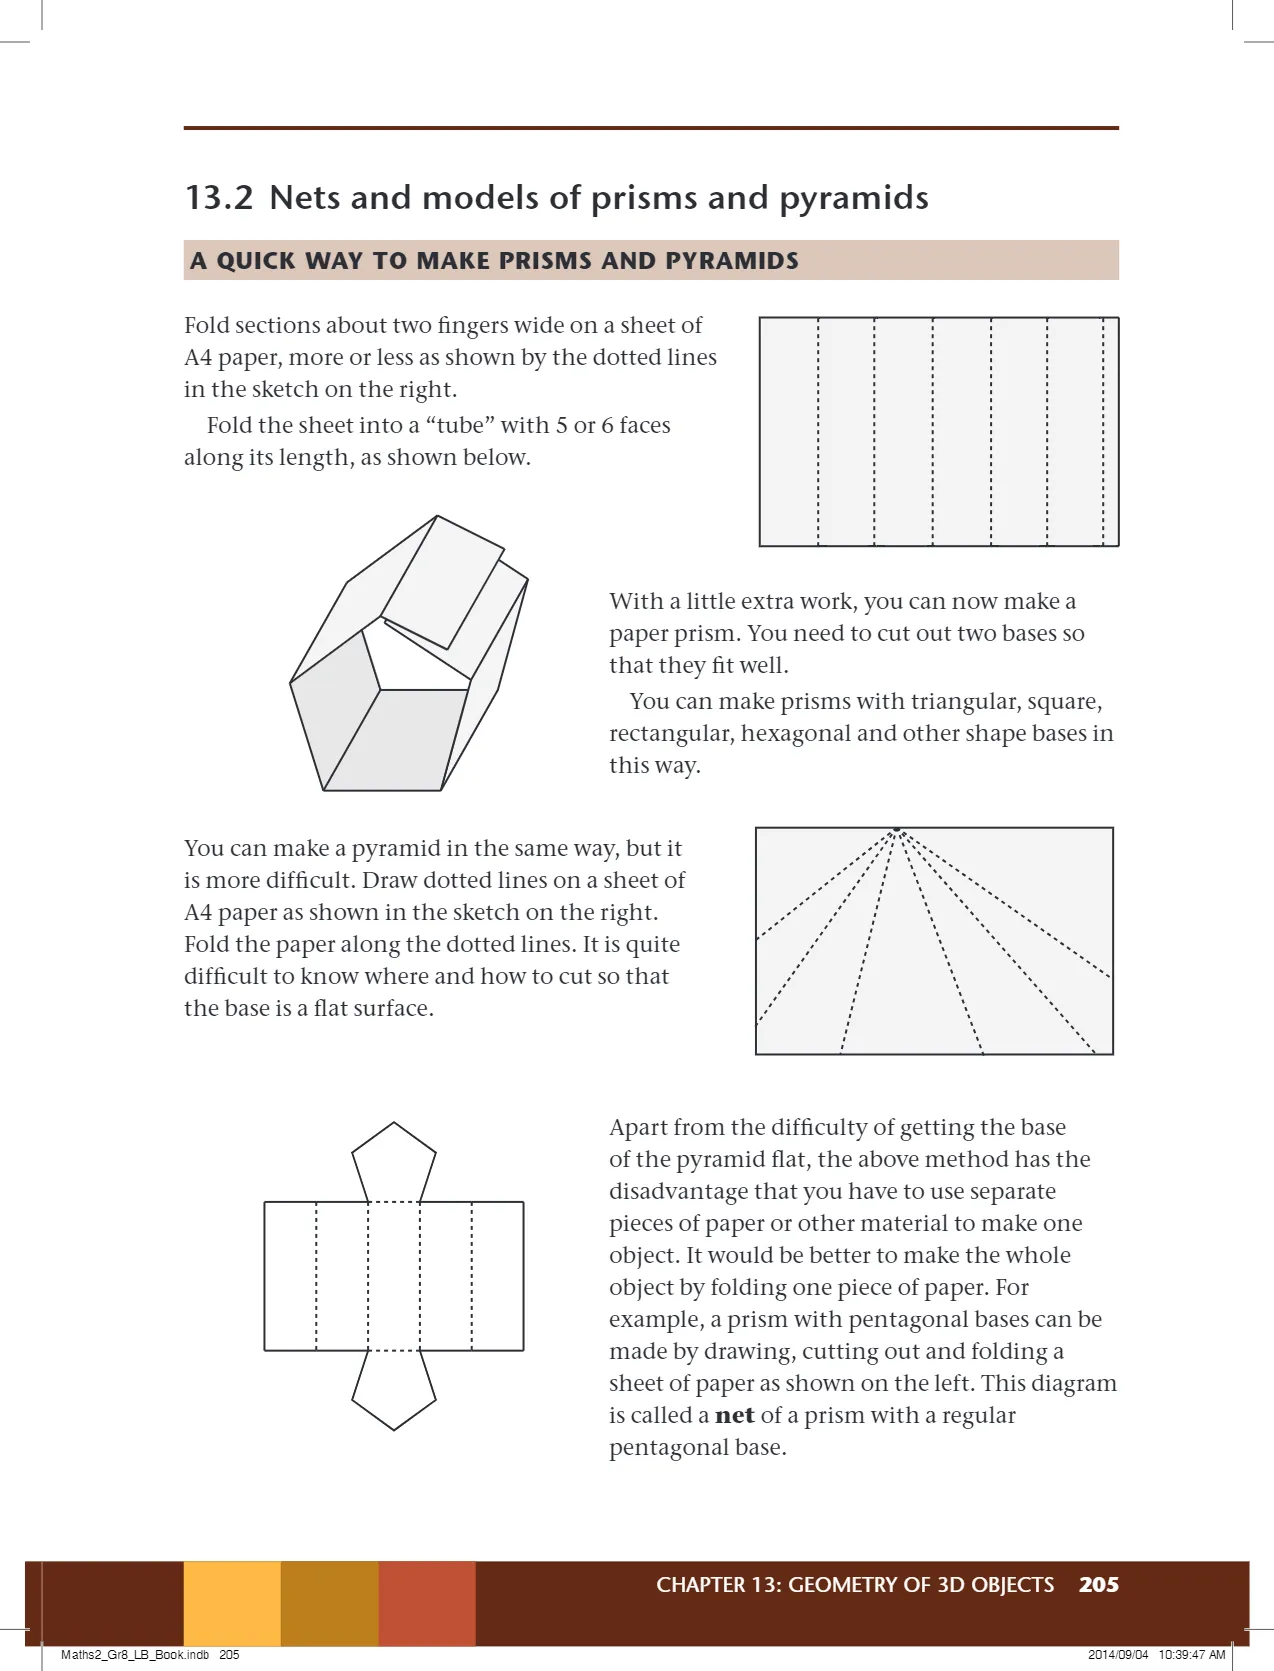 13.2 Nets and models of prisms and pyramids
A QUICK WAY TO MAKE PRISMS AND PYRAMIDS
Fold sections about two fingers wide on a sheet of
A4 paper, more or less as shown by the dotted lines
in the sketch on the right.
Fold the sheet into a “tube” with 5 or 6 faces
along its length, as shown below.
With a little extra work, you can now make a
paper prism. You need to cut out two bases so
that they fit well.
You can make prisms with triangular, square,
rectangular, hexagonal and other shape bases in
this way.
You can make a pyramid in the same way, but it
is more difficult. Draw dotted lines on a sheet of
A4 paper as shown in the sketch on the right.
Fold the paper along the dotted lines. It is quite
difficult to know where and how to cut so that
the base is a flat surface.
Apart from the difficulty of getting the base
of the pyramid flat, the above method has the
disadvantage that you have to use separate
pieces of paper or other material to make one
object. It would be better to make the whole
object by folding one piece of paper. For
example, a prism with pentagonal bases can be
made by drawing, cutting out and folding a
sheet of paper as shown on the left. This diagram
is called a net of a prism with a regular
pentagonal base.
CHAPTER 13: GEOMETRY OF 3D OBJECTS 205
Maths2_Gr8_LB_Book.indb 205
2014/09/04 10:39:47 AM